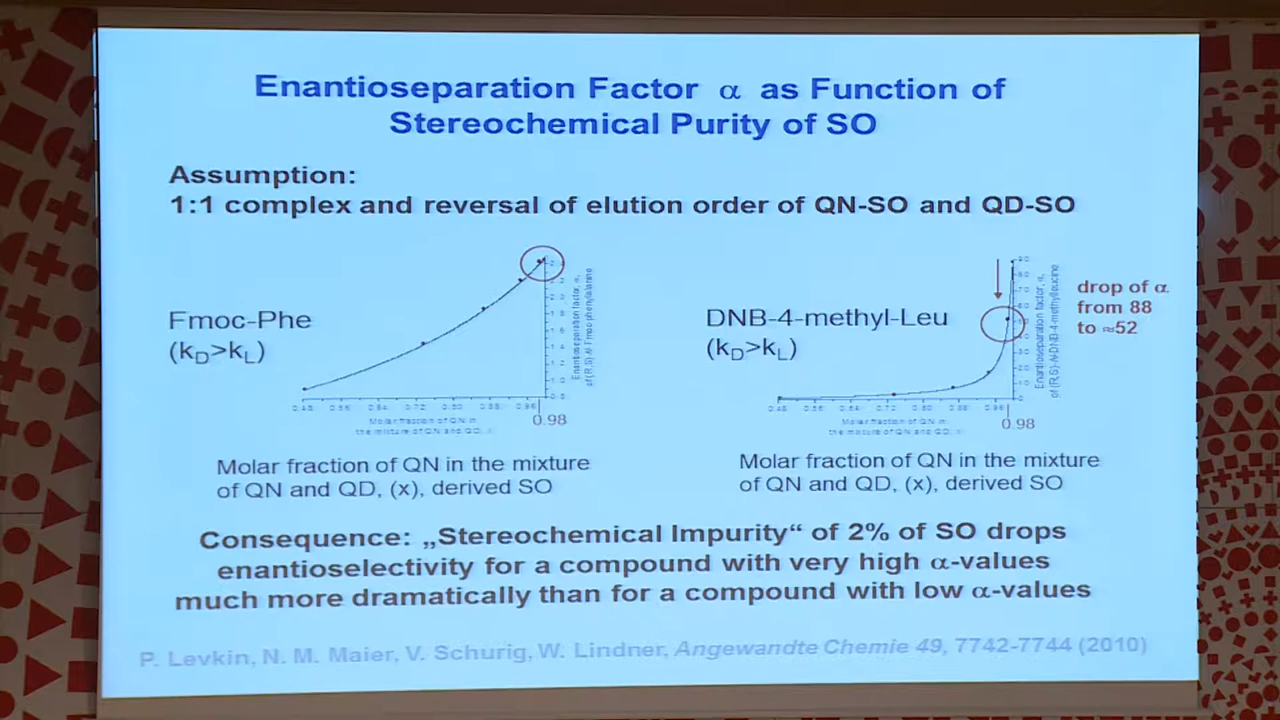 Enantioseparation Factor α as Function of
Stereochemical Purity of SO
Assumption:
1:1 complex and reversal of elution order of QN-SO and QD-SO
Fmoc-Phe
(kD>kL)
0.98
Molar fraction of QN in the mixture
of QN and QD, (x), derived SO
DNB-4-methyl-Leu
(kD>kL)
drop of α
from 88
to ≈52
0.98
Molar fraction of QN in the mixture
of QN and QD, (x), derived SO
Consequence: „Stereochemical Impurity“ of 2% of SO drops
enantioselectivity for a compound with very high α-values
much more dramatically than for a compound with low α-values
P. Levkin, N. M. Maier, V. Schurig, W. Lindner, Angewandte Chemie 49, 7742-7744 (2010)